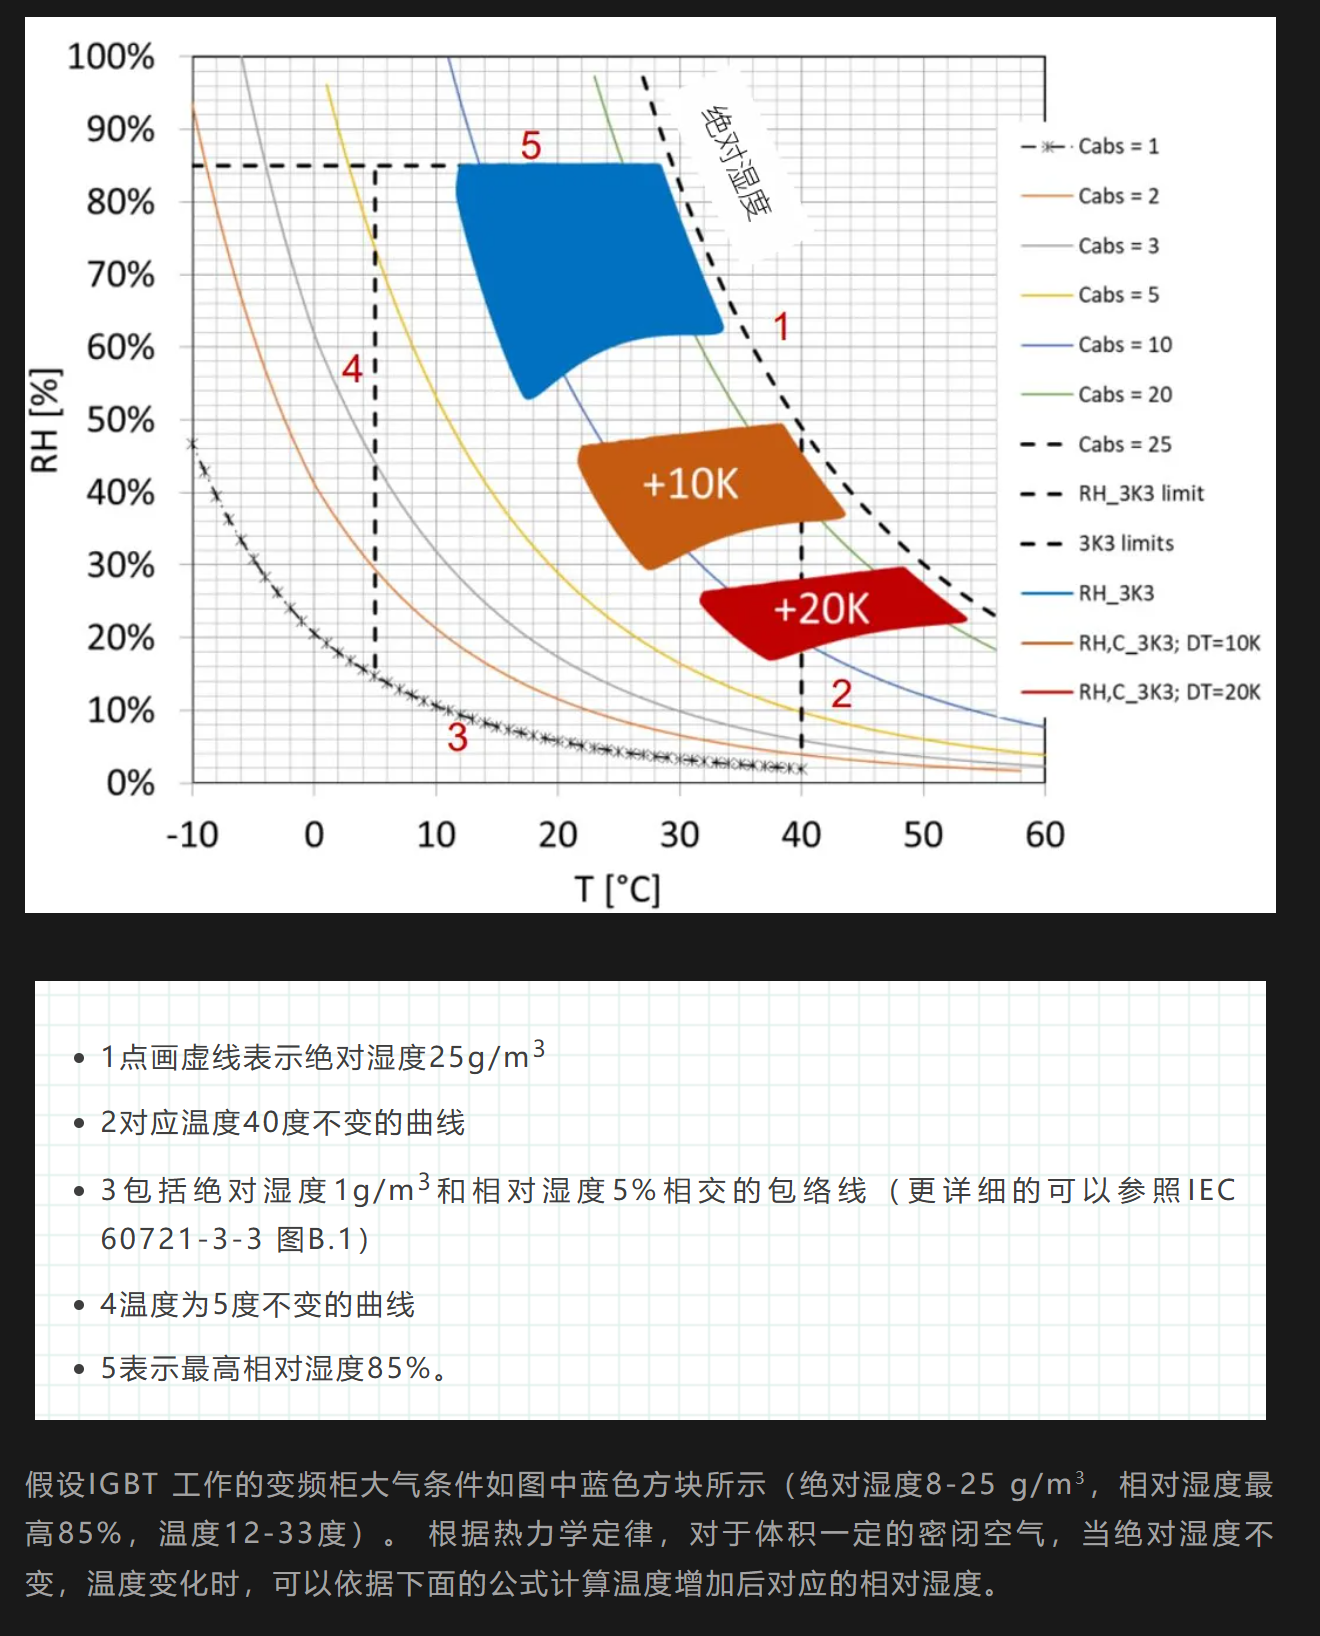 100%
90%
80%
70%
60%
50%
40%
30%
20%
10%
0%
RH [%]
-10 0 10 20 30 40 50 60
T [°C]
绝对湿度
5
1
4
2
3
+10K
+20K
Cabs = 1
Cabs = 2
Cabs = 3
Cabs = 5
Cabs = 10
Cabs = 20
Cabs = 25
RH_3K3 limit
3K3 limits
RH_3K3
RH,C_3K3; DT=10K
RH,C_3K3; DT=20K
• 1点画虚线表示绝对湿度25g/m³
• 2对应温度40度不变的曲线
• 3包括绝对湿度1g/m³和相对湿度5%相交的包络线（更详细的可以参照IEC
60721-3-3 图B.1）
• 4温度为5度不变的曲线
• 5表示最高相对湿度85%。
假设IGBT 工作的变频柜大气条件如图中蓝色方块所示（绝对湿度8-25 g/m³，相对湿度最
高85%，温度12-33度）。 根据热力学定律，对于体积一定的密闭空气，当绝对湿度不
变，温度变化时，可以依据下面的公式计算温度增加后对应的相对湿度。